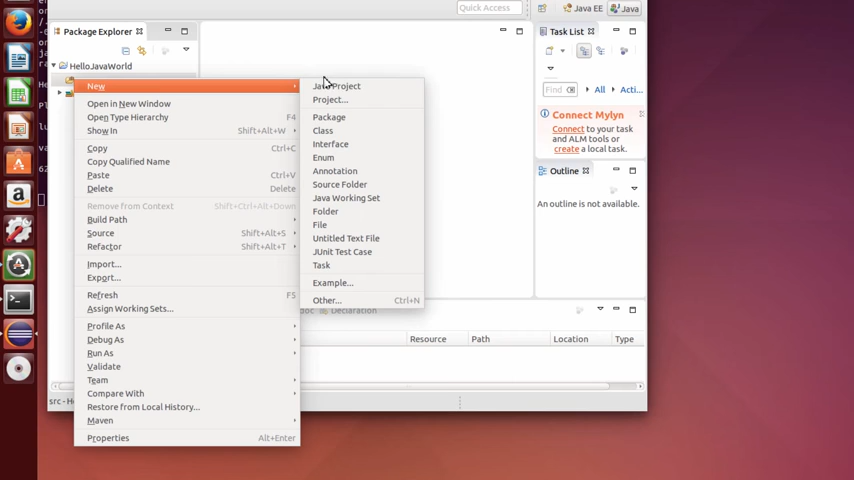 Quick Access
Java EE
Java
Package Explorer
Task List
HelloJavaWorld
Find
All
Acti...
Connect Mylyn
Connect to your task
and ALM tools or
create a local task.
Outline
An outline is not available.
New
Open in New Window
Open Type Hierarchy F4
Show In Shift+Alt+W
Copy Ctrl+C
Copy Qualified Name
Paste Ctrl+V
Delete Delete
Remove from Context Shift+Ctrl+Alt+Down
Build Path
Source Shift+Alt+S
Refactor Shift+Alt+T
Import...
Export...
Refresh F5
Assign Working Sets...
Profile As
Debug As
Run As
Validate
Team
Compare With
Restore from Local History...
Maven
Properties Alt+Enter
Java Project
Project...
Package
Class
Interface
Enum
Annotation
Source Folder
Java Working Set
Folder
File
Untitled Text File
JUnit Test Case
Task
Example...
Other... Ctrl+N
Declaration
Resource Path Location Type